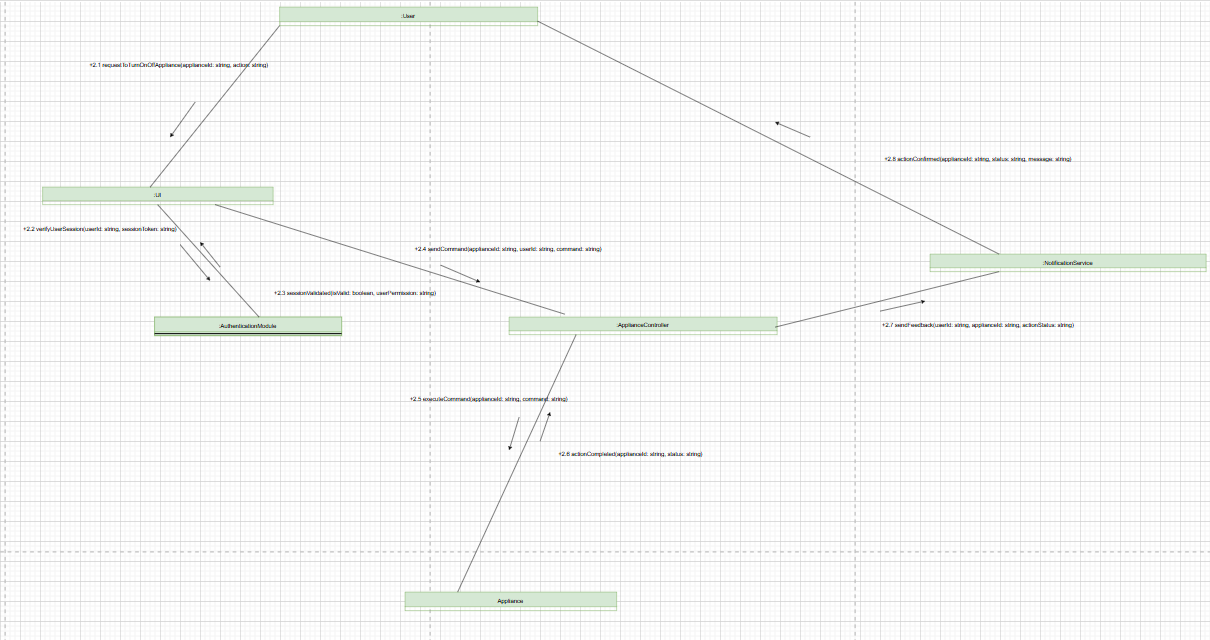 :User
+2.1 requestToTurnOnOffAppliance(applianceId: string, action: string)
+2.8 actionConfirmed(applianceId: string, status: string, message: string)
:UI
+2.2 verifyUserSession(userId: string, sessionToken: string)
+2.4 sendCommand(applianceId: string, userId: string, command: string)
:NotificationService
+2.3 sessionValidated(isValid: boolean, userPermission: string)
:AuthenticationModule
:ApplianceController
+2.7 sendFeedback(userId: string, applianceId: string, actionStatus: string)
+2.5 executeCommand(applianceId: string, command: string)
+2.6 actionCompleted(applianceId: string, status: string)
Appliance